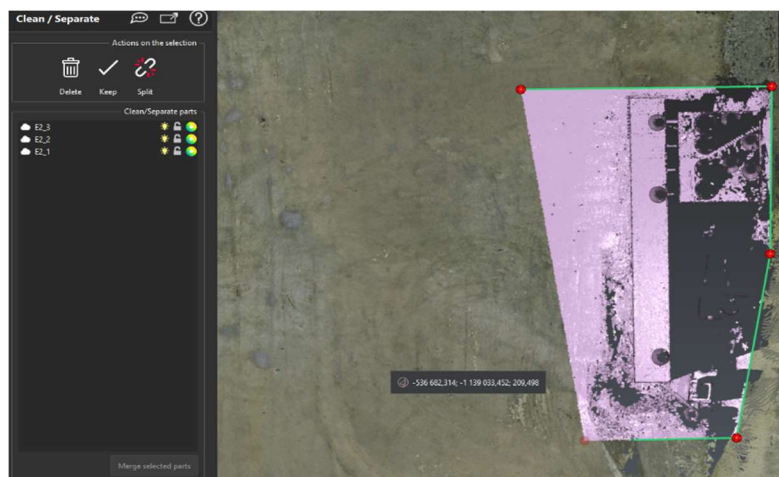 Clean / Separate
Actions on the selection
Delete Keep Split
Clean/Separate parts
E2_3
E2_2
E2_1
-536 682,314; -1 139 033,452; 209,498
Merge selected parts